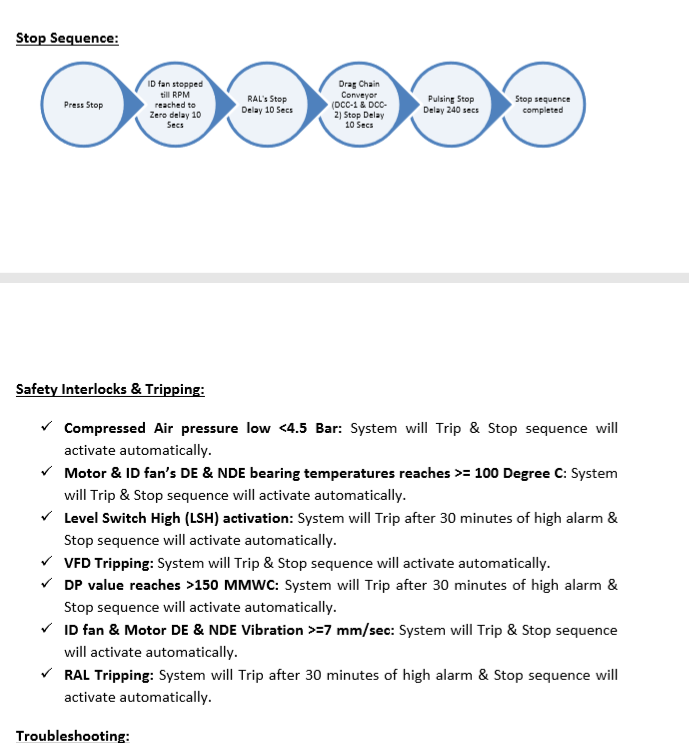 Stop Sequence:
Press Stop
ID fan stopped
till RPM
reached to
Zero delay 10
Secs
RAL's Stop
Delay 10 Secs
Drag Chain
Conveyor
(DCC-1 & DCC-
2) Stop Delay
10 Secs
Pulsing Stop
Delay 240 secs
Stop sequence
completed
Safety Interlocks & Tripping:
✓ Compressed Air pressure low <4.5 Bar: System will Trip & Stop sequence will
activate automatically.
✓ Motor & ID fan's DE & NDE bearing temperatures reaches >= 100 Degree C: System
will Trip & Stop sequence will activate automatically.
✓ Level Switch High (LSH) activation: System will Trip after 30 minutes of high alarm &
Stop sequence will activate automatically.
✓ VFD Tripping: System will Trip & Stop sequence will activate automatically.
✓ DP value reaches >150 MMWC: System will Trip after 30 minutes of high alarm &
Stop sequence will activate automatically.
✓ ID fan & Motor DE & NDE Vibration >=7 mm/sec: System will Trip & Stop sequence
will activate automatically.
✓ RAL Tripping: System will Trip after 30 minutes of high alarm & Stop sequence will
activate automatically.
Troubleshooting: